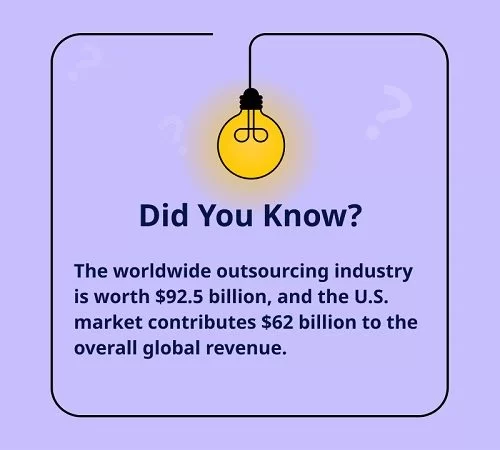 Did You Know?
The worldwide outsourcing industry
is worth $92.5 billion, and the U.S.
market contributes $62 billion to the
overall global revenue.